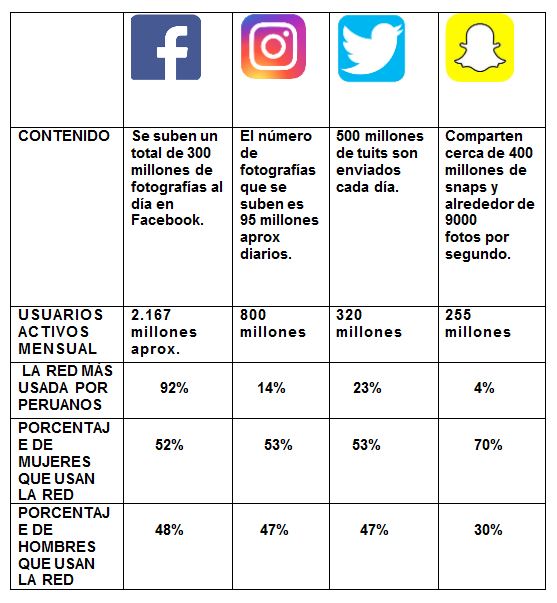 CONTENIDO
Se suben un
total de 300
millones de
fotografías al
día en
Facebook.
El número
de
fotografías
que se
suben es
95 millones
aprox
diarios.
500 millones
de tuits son
enviados
cada día.
Comparten
cerca de 400
millones de
snaps y
alrededor de
9000
fotos por
segundo.
USUARIOS
ACTIVOS
MENSUAL
2.167
millones
aprox.
800
millones
320
millones
255
millones
LA RED MÁS
USADA POR
PERUANOS
92%
14%
23%
4%
PORCENTAJ
E DE
MUJERES
QUE USAN
LA RED
52%
53%
53%
70%
PORCENTAJ
E DE
HOMBRES
QUE USAN
LA RED
48%
47%
47%
30%